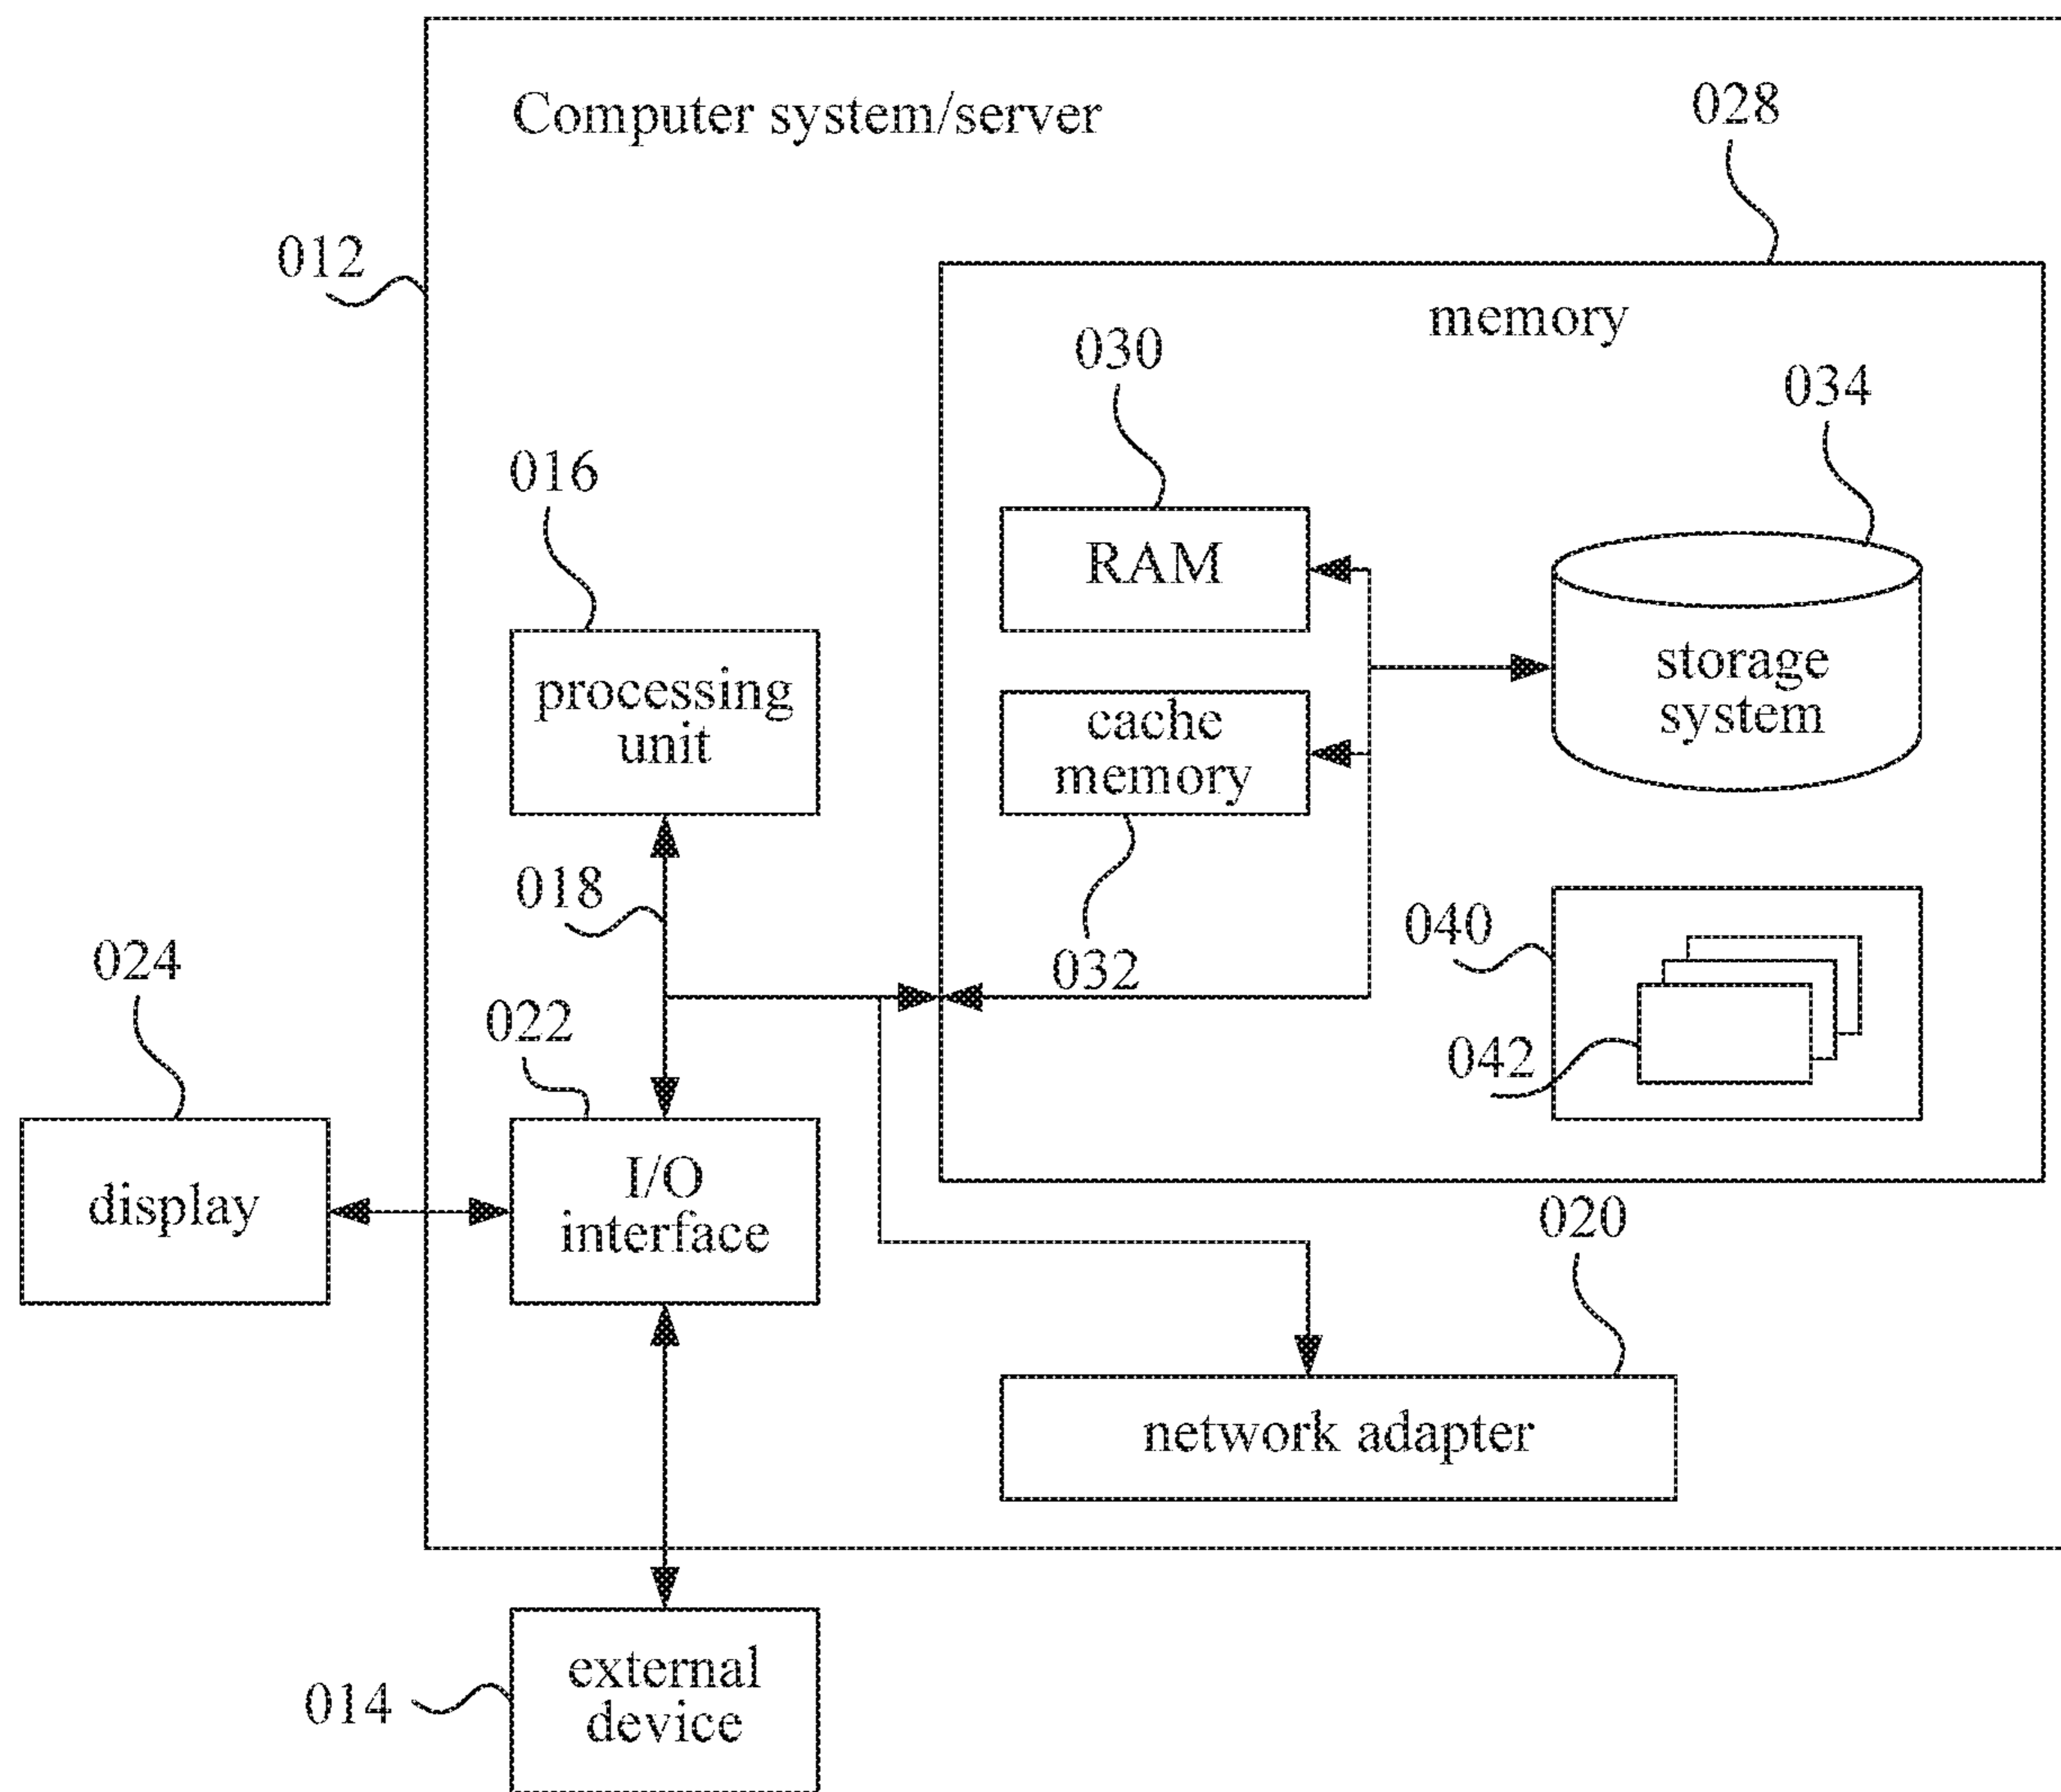 Computer system/server
028
012
memory
030
034
016
RAM
processing
unit
storage
system
cache
memory
018
040
024
032
022
042
display
I/O
interface
020
network adapter
external
device
014